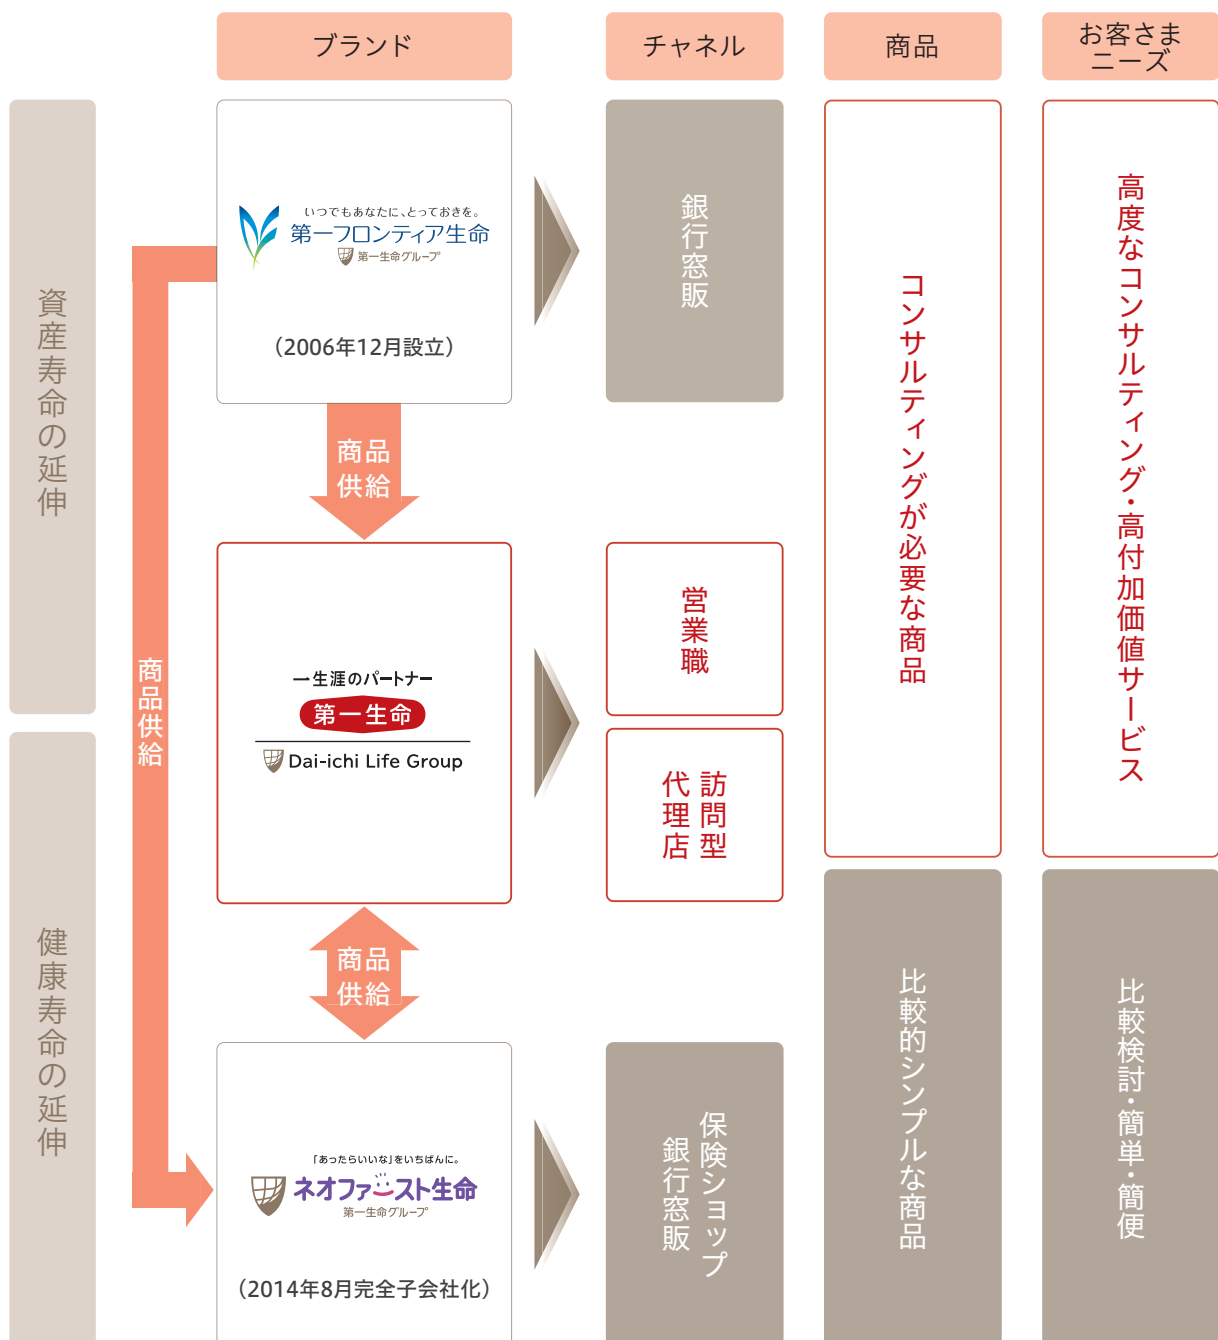 ブランド
チャネル
商品
お客さま
ニーズ
資産寿命の延伸
健康寿命の延伸
いつでもあなたに、とっておきを。
第一フロンティア生命
第一生命グループ
（2006年12月設立）
銀行窓販
商品
供給
商品供給
一生涯のパートナー
第一生命
Dai-ichi Life Group
営業職
訪問型
代理店
商品
供給
「あったらいいな」をいちばんに。
ネオファースト生命
第一生命グループ
（2014年8月完全子会社化）
保険ショップ
銀行窓販
コンサルティングが必要な商品
比較的シンプルな商品
高度なコンサルティング・高付加価値サービス
比較検討・簡単・簡便